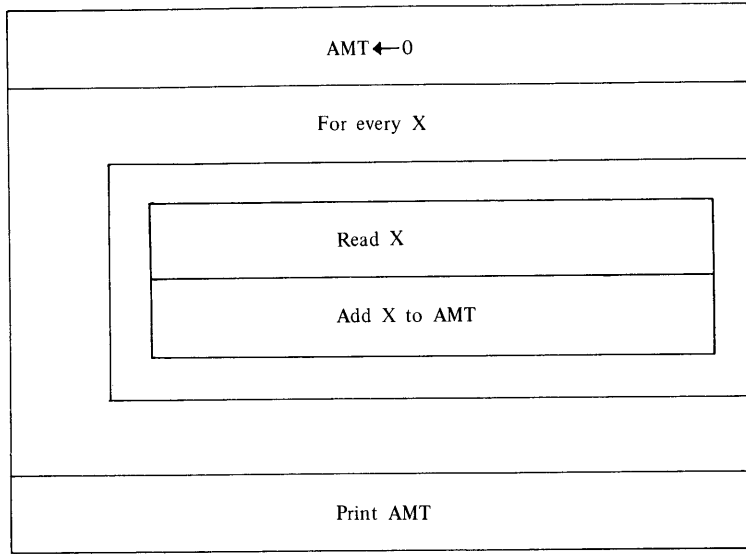 AMT←0
For every X
Read X
Add X to AMT
Print AMT